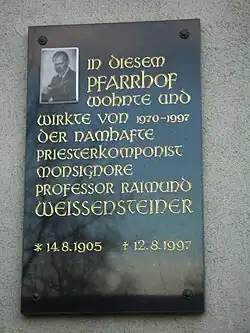 in diesem
pfarrhof
wohnte und
wirkte von 1970-1997
der namhafte
priesterkomponist
monsignore
professor raimund
weissensteiner
* 14.8.1905 † 12.8.1997